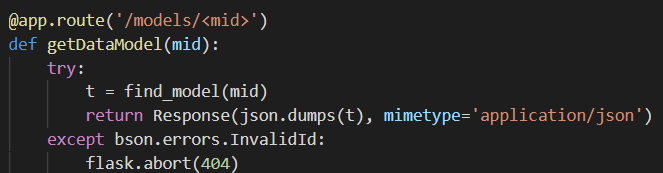 @app.route('/models/<mid>')
def getDataModel(mid):
    try:
        t = find_model(mid)
        return Response(json.dumps(t), mimetype='application/json')
    except bson.errors.InvalidId:
        flask.abort(404)